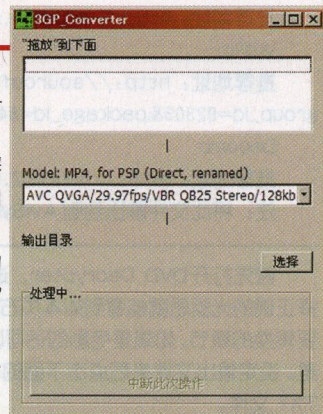 3GP_Converter
"拖放"到下面
Model: MP4, for PSP (Direct, renamed)
AVC QVGA/29.97fps/VBR QB25 Stereo/128kb
输出目录
选择
处理中...
中断此次操作